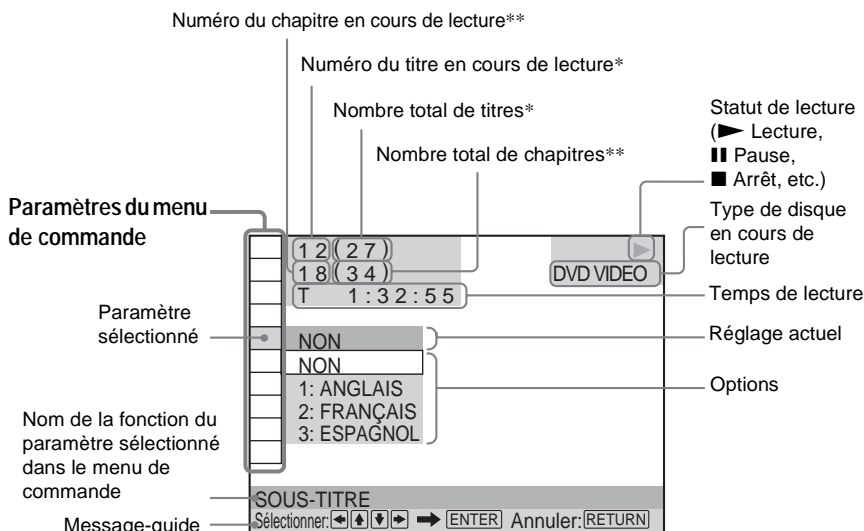 Numéro du chapitre en cours de lecture**
Numéro du titre en cours de lecture*
Nombre total de titres*
Nombre total de chapitres**
Statut de lecture
(► Lecture,
❚❚ Pause,
■ Arrêt, etc.)
Type de disque
en cours de
lecture
Temps de lecture
Réglage actuel
Options
Paramètres du menu
de commande
Paramètre
sélectionné
Nom de la fonction du
paramètre sélectionné
dans le menu de
commande
Message-guide
12(27)
18(34)
T 1:32:55
►
DVD VIDEO
NON
NON
1: ANGLAIS
2: FRANÇAIS
3: ESPAGNOL
SOUS-TITRE
Sélectionner: ← ↑ ↓ → ➡ ENTER Annuler: RETURN